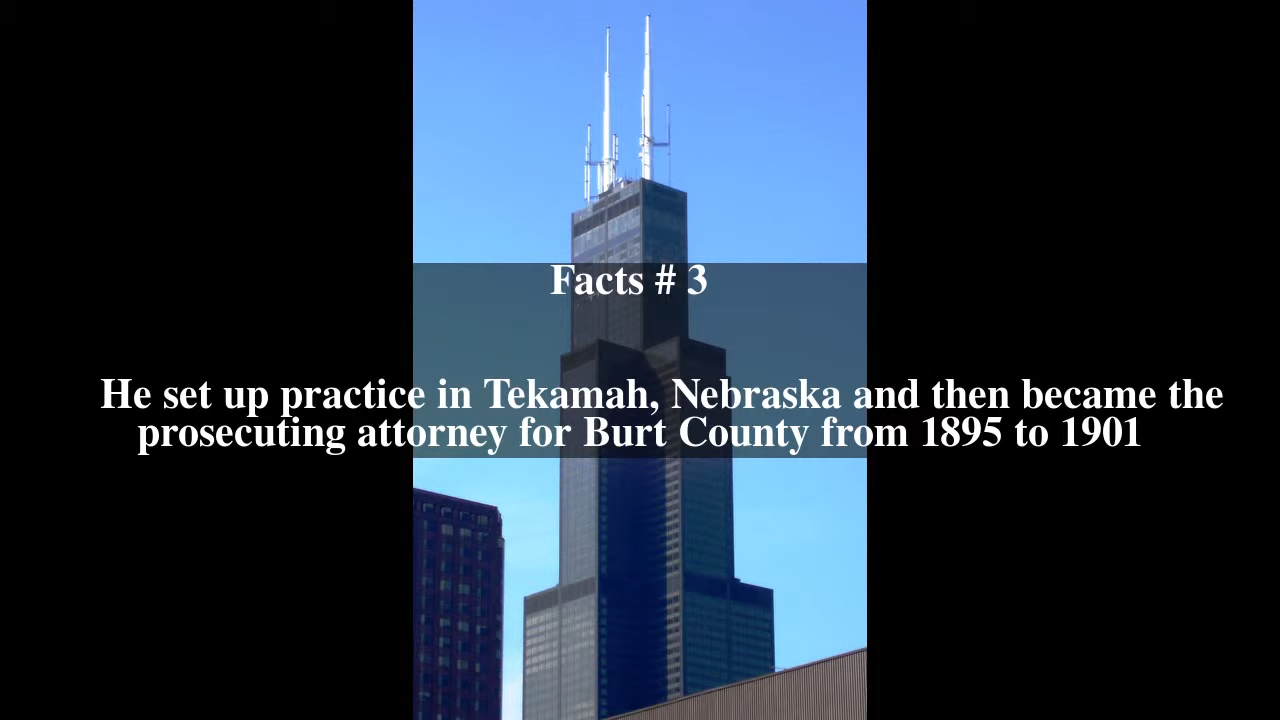 Facts # 3
He set up practice in Tekamah, Nebraska and then became the
prosecuting attorney for Burt County from 1895 to 1901